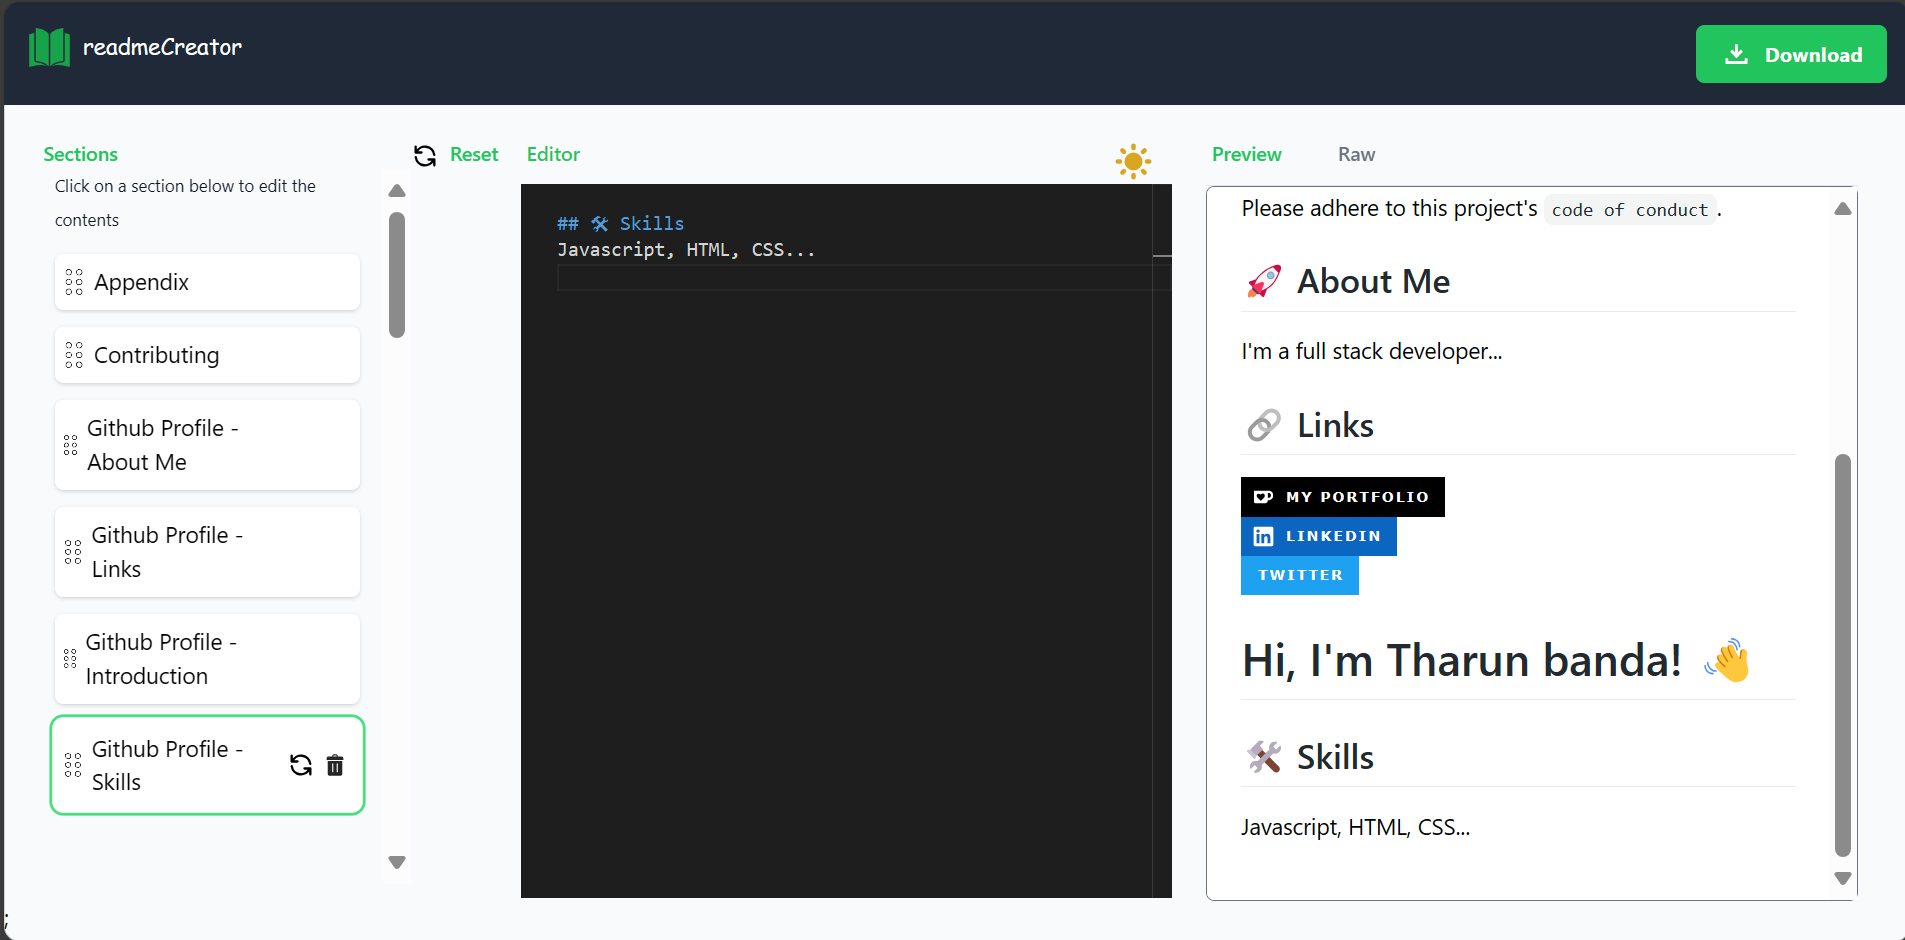 readmeCreator
Download
Sections
Reset
Click on a section below to edit the
contents
Appendix
Contributing
Github Profile -
About Me
Github Profile -
Links
Github Profile -
Introduction
Github Profile -
Skills
;
Editor
## 🛠 Skills
Javascript, HTML, CSS...
Preview
Raw
Please adhere to this project's code of conduct.
🚀 About Me
I'm a full stack developer...
🔗 Links
MY PORTFOLIO
in LINKEDIN
TWITTER
Hi, I'm Tharun banda! 👋
🛠 Skills
Javascript, HTML, CSS...